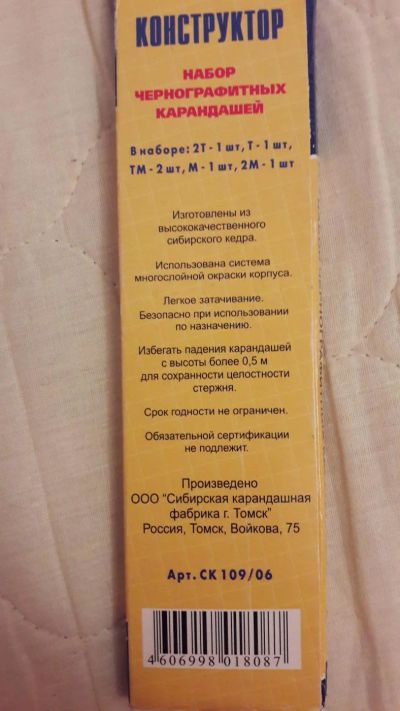 КОНСТРУКТОР
НАБОР
ЧЕРНОГРАФИТНЫХ
КАРАНДАШЕЙ
В наборе: 2Т - 1 шт, Т - 1 шт,
ТМ - 2 шт, М - 1 шт, 2М - 1 шт
Изготовлены из
высококачественного
сибирского кедра.
Использована система
многослойной окраски корпуса.
Легкое затачивание.
Безопасно при использовании
по назначению.
Избегать падения карандашей
с высоты более 0,5 м
для сохранности целостности
стержня.
Срок годности не ограничен.
Обязательной сертификации
не подлежит.
Произведено
ООО "Сибирская карандашная
фабрика г. Томск"
Россия, Томск, Войкова, 75
Арт. СК 109/06
4 606998 018087